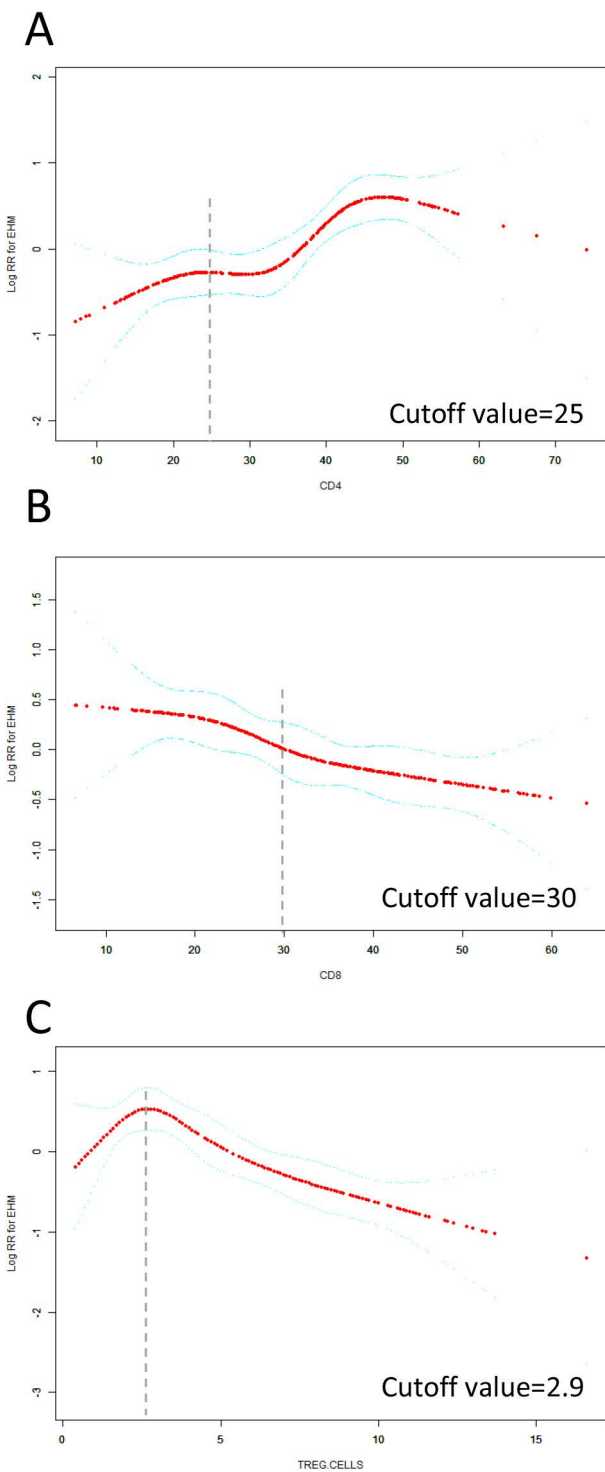 A
2
1
0
-1
-2
Log RR for EHM
Cutoff value=25
10 20 30 40 50 60 70
CD4
B
1.5
1.0
0.5
0.0
-0.5
-1.0
-1.5
Log RR for EHM
Cutoff value=30
10 20 30 40 50 60
CD8
C
1
0
-1
-2
-3
Log RR for EHM
Cutoff value=2.9
0 5 10 15
TREG.CELLS